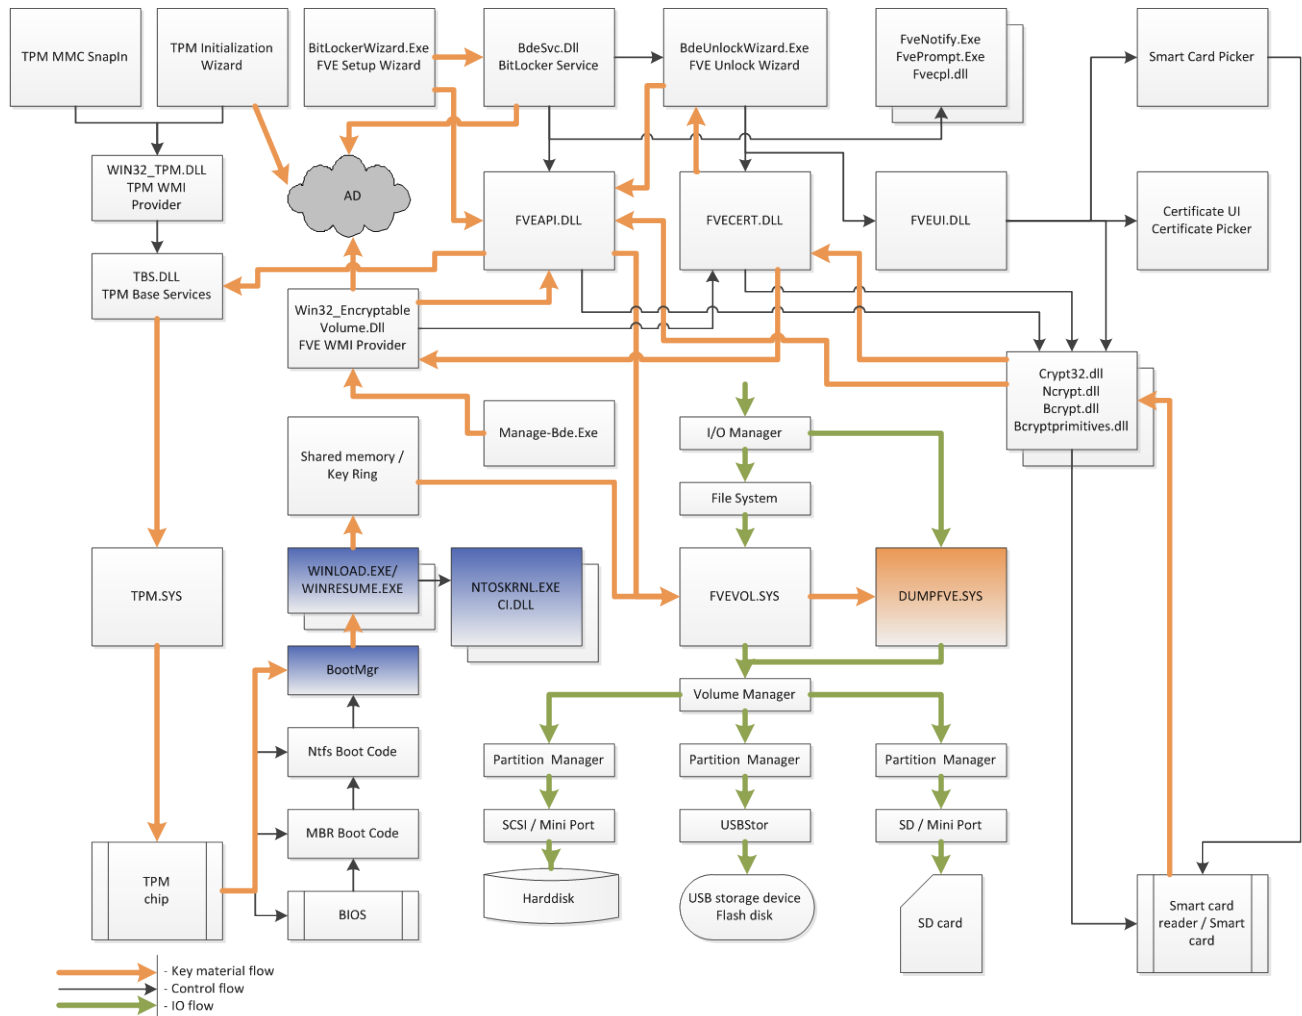 TPM MMC SnapIn
TPM Initialization
Wizard
BitLockerWizard.Exe
FVE Setup Wizard
BdeSvc.Dll
BitLocker Service
BdeUnlockWizard.Exe
FVE Unlock Wizard
FveNotify.Exe
FvePrompt.Exe
Fvecpl.dll
Smart Card Picker
WIN32_TPM.DLL
TPM WMI
Provider
AD
FVEAPI.DLL
FVECERT.DLL
FVEUI.DLL
Certificate UI
Certificate Picker
TBS.DLL
TPM Base Services
Win32_Encryptable
Volume.Dll
FVE WMI Provider
Crypt32.dll
Ncrypt.dll
Bcrypt.dll
Bcryptprimitives.dll
Manage-Bde.Exe
I/O Manager
Shared memory /
Key Ring
File System
TPM.SYS
WINLOAD.EXE/
WINRESUME.EXE
NTOSKRNL.EXE
CI.DLL
FVEVOL.SYS
DUMPFVE.SYS
BootMgr
Volume Manager
Ntfs Boot Code
Partition Manager
Partition Manager
Partition Manager
MBR Boot Code
SCSI / Mini Port
USBStor
SD / Mini Port
TPM
chip
BIOS
Harddisk
USB storage device
Flash disk
SD card
Smart card
reader / Smart
card
- Key material flow
- Control flow
- IO flow